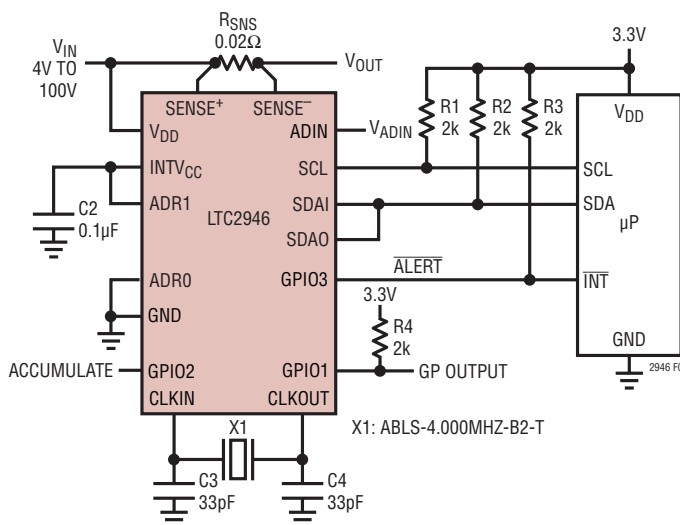 RSNS
0.02Ω
VIN
4V TO
100V
VOUT
3.3V
SENSE+ SENSE–
VDD
ADIN
VADIN
R1
2k
R2
2k
R3
2k
VDD
INTVCC
SCL
SCL
C2
0.1µF
ADR1
LTC2946
SDAI
SDA
µP
SDAO
ADR0
GPIO3
ALERT
INT
GND
3.3V
R4
2k
GND
ACCUMULATE
GPIO2
GPIO1
GP OUTPUT
2946 F
CLKIN
CLKOUT
X1
X1: ABLS-4.000MHZ-B2-T
C3
33pF
C4
33pF